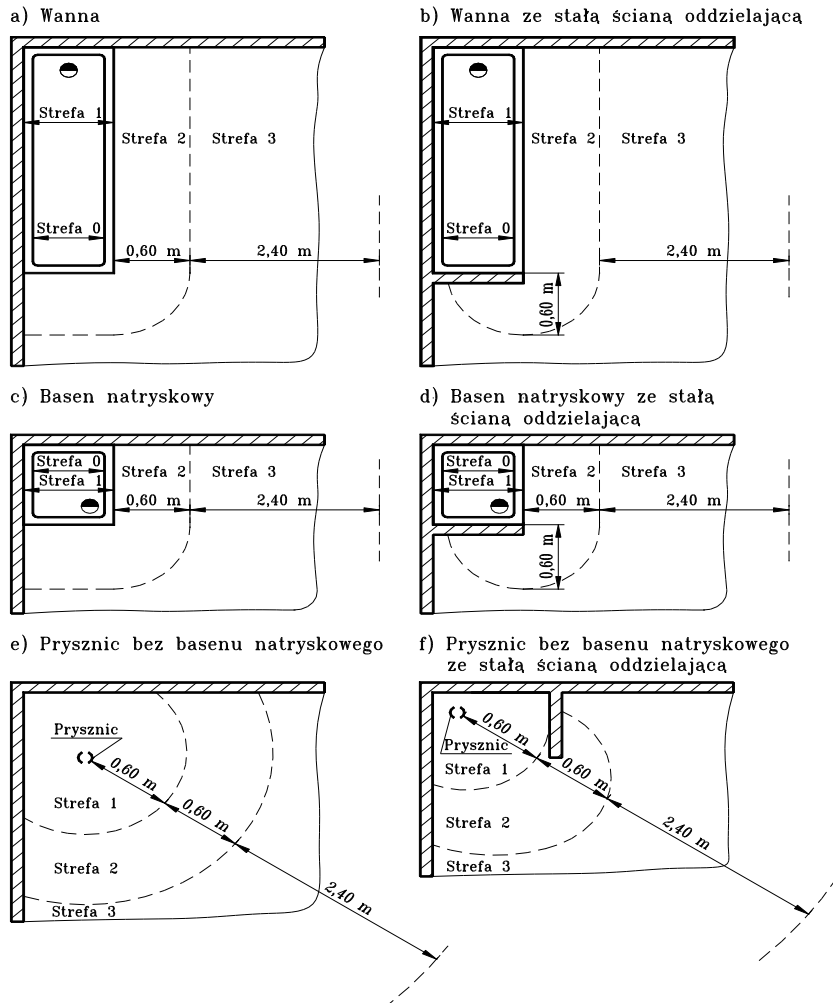 a) Wanna
Strefa 1
Strefa 2
Strefa 3
Strefa 0
0,60 m
2,40 m
b) Wanna ze stałą ścianą oddzielającą
Strefa 1
Strefa 2
Strefa 3
Strefa 0
2,40 m
0,60 m
c) Basen natryskowy
Strefa 0
Strefa 1
Strefa 2
Strefa 3
0,60 m
2,40 m
d) Basen natryskowy ze stałą
ścianą oddzielającą
Strefa 0
Strefa 1
Strefa 2
Strefa 3
0,60 m
2,40 m
0,60 m
e) Prysznic bez basenu natryskowego
Prysznic
0,60 m
Strefa 1
0,60 m
Strefa 2
2,40 m
Strefa 3
f) Prysznic bez basenu natryskowego
ze stałą ścianą oddzielającą
0,60 m
Prysznic
Strefa 1
0,60 m
Strefa 2
2,40 m
Strefa 3